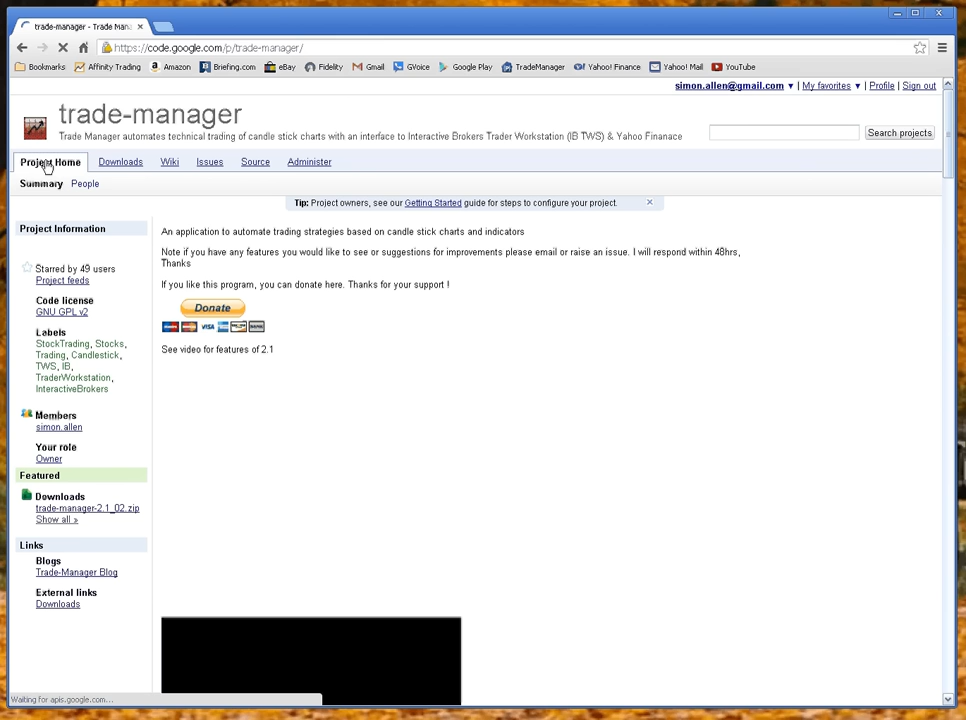 trade-manager - Trade Man
https://code.google.com/p/trade-manager/
Bookmarks Affinity Trading Amazon Briefing.com eBay Fidelity Gmail GVoice Google Play TradeManager Yahoo! Finance Yahoo! Mail YouTube
simon.allen@gmail.com ▼ | My favorites ▼ | Profile | Sign out
trade-manager
Trade Manager automates technical trading of candle stick charts with an interface to Interactive Brokers Trader Workstation (IB TWS) & Yahoo Finanace
Search projects
Project Home Downloads Wiki Issues Source Administer
Summary People
Tip: Project owners, see our Getting Started guide for steps to configure your project.
Project Information
Starred by 49 users
Project feeds
Code license
GNU GPL v2
Labels
StockTrading, Stocks,
Trading, Candlestick,
TWS, IB,
TraderWorkstation,
InteractiveBrokers
Members
simon.allen
Your role
Owner
Featured
Downloads
trade-manager-2.1_02.zip
Show all »
Links
Blogs
Trade-Manager Blog
External links
Downloads
An application to automate trading strategies based on candle stick charts and indicators
Note if you have any features you would like to see or suggestions for improvements please email or raise an issue. I will respond within 48hrs,
Thanks
If you like this program, you can donate here. Thanks for your support !
Donate
VISA
See video for features of 2.1
Waiting for apis.google.com...